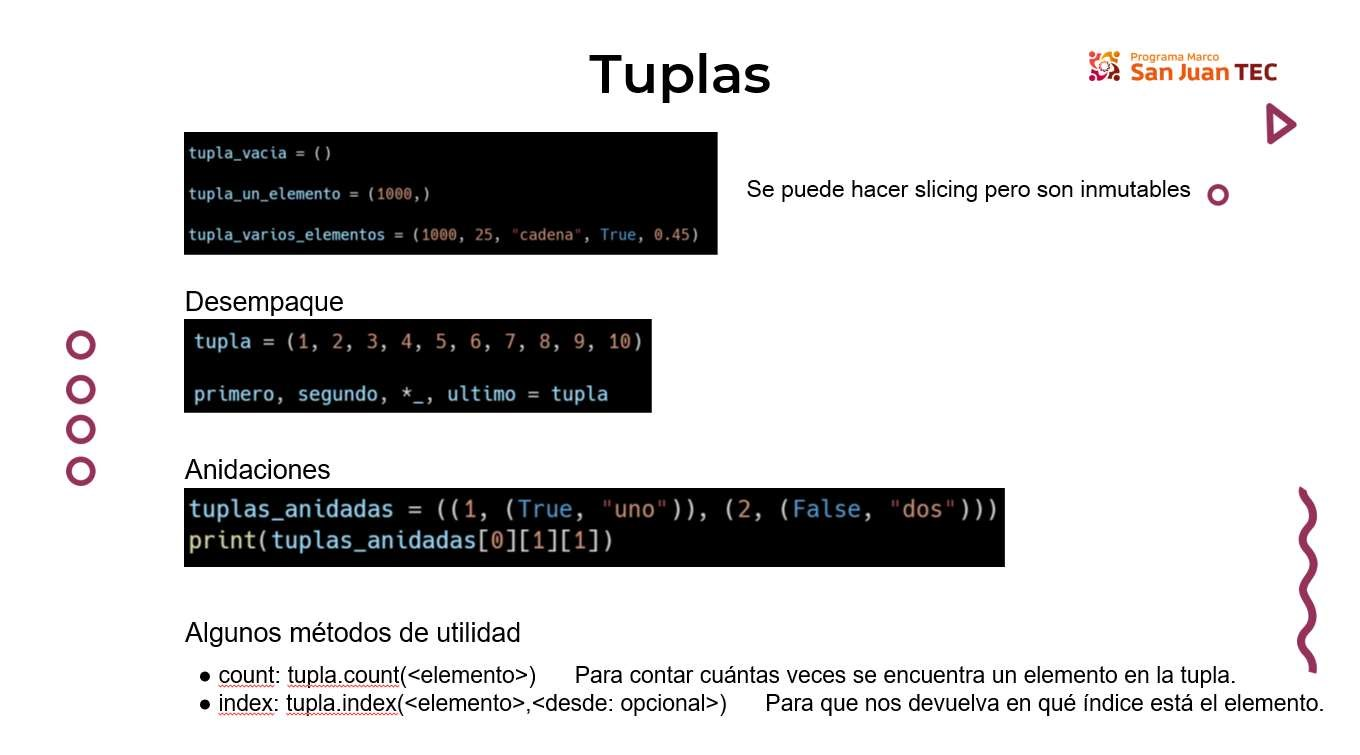 Tuplas
Programa Marco
San Juan TEC
tupla_vacia = ()
tupla_un_elemento = (1000,)
tupla_varios_elementos = (1000, 25, "cadena", True, 0.45)
Se puede hacer slicing pero son inmutables
Desempaque
tupla = (1, 2, 3, 4, 5, 6, 7, 8, 9, 10)
primero, segundo, *_, ultimo = tupla
Anidaciones
tuplas_anidadas = ((1, (True, "uno")), (2, (False, "dos")))
print(tuplas_anidadas[0][1][1])
Algunos métodos de utilidad
● count: tupla.count(<elemento>) Para contar cuántas veces se encuentra un elemento en la tupla.
● index: tupla.index(<elemento>,<desde: opcional>) Para que nos devuelva en qué índice está el elemento.